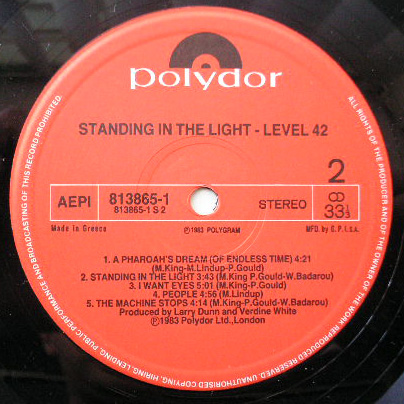 polydor
STANDING IN THE LIGHT - LEVEL 42
2
AEPI 813865-1
813865-1 S 2
STEREO 33⅓
Made in Greece
℗1983 POLYGRAM
MFD. by G.P.I.S.A.
1. A PHAROAH'S DREAM (OF ENDLESS TIME) 4:21
(M.King-M.Lindup-P.Gould)
2. STANDING IN THE LIGHT 3:43 (M.King-P.Gould-W.Badarou)
3. I WANT EYES 5:01 (M.King-P.Gould)
4. PEOPLE 4:56 (M.Lindup)
5. THE MACHINE STOPS 4:14 (M.King-P.Gould-W.Badarou)
Produced by Larry Dunn and Verdine White
℗1983 Polydor Ltd.,London
ALL RIGHTS OF THE PRODUCER AND OF THE OWNER OF THE WORK REPRODUCED RESERVED. UNAUTHORISED COPYING, HIRING, LENDING, PUBLIC PERFORMANCE AND BROADCASTING OF THIS RECORD PROHIBITED.